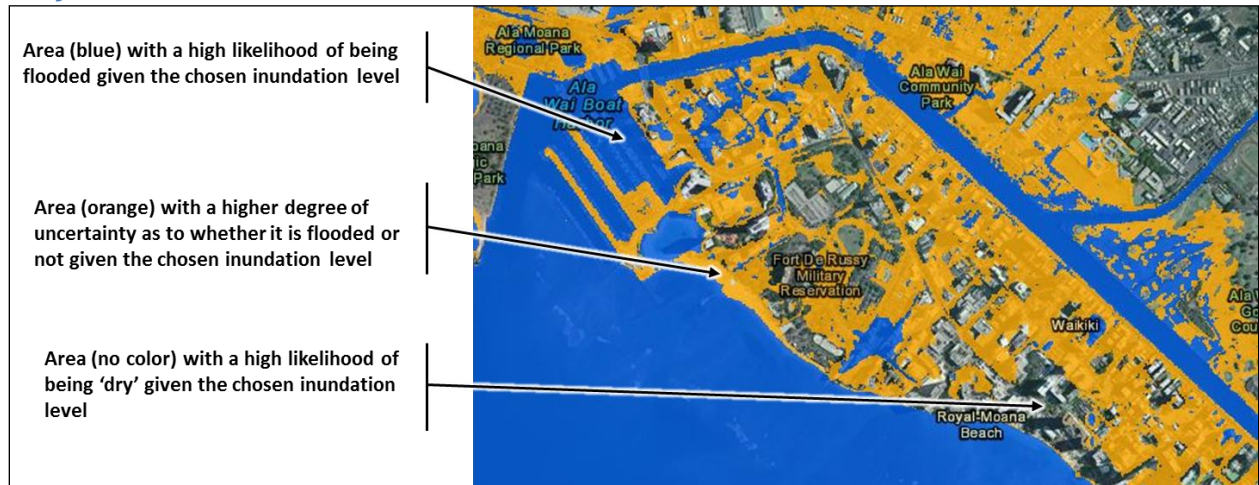 Area (blue) with a high likelihood of being
flooded given the chosen inundation level
Area (orange) with a higher degree of
uncertainty as to whether it is flooded or
not given the chosen inundation level
Area (no color) with a high likelihood of
being ‘dry’ given the chosen inundation
level
Ala Moana
Regional Park
Ala
Wai Boat
Harbor
Ala Wai
Community
Park
oana
ic
Park
Fort De Russy
Military
Reservation
Waikiki
Royal-Moana
Beach